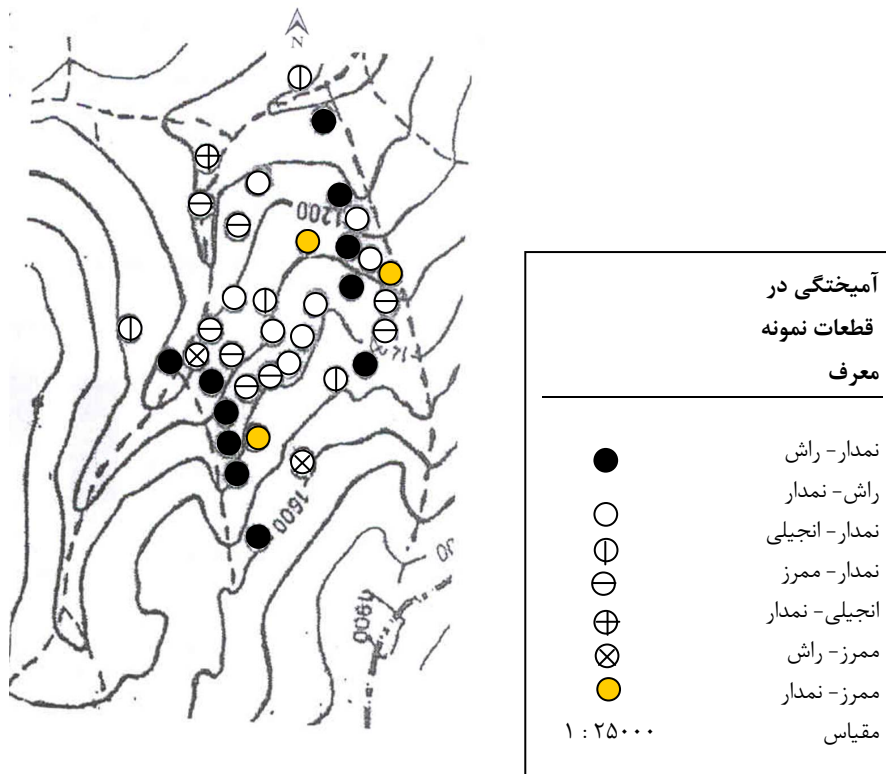 N
1200
1600
1900
آمیختگی در
قطعات نمونه
معرف
نمدار- راش
راش- نمدار
نمدار- انجیلی
نمدار- ممرز
انجیلی- نمدار
ممرز- راش
ممرز- نمدار
مقیاس ۱ : ۲۵۰۰۰